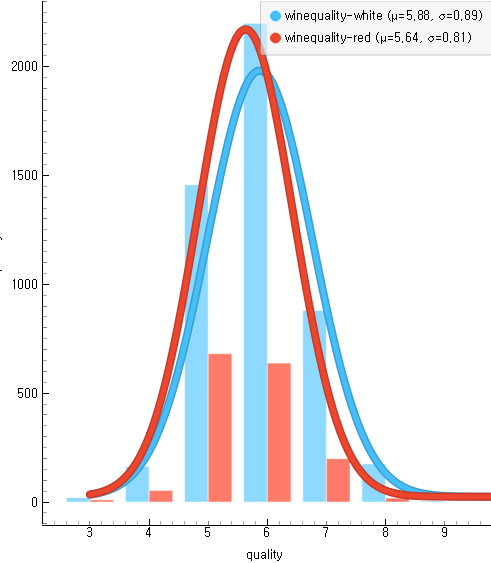 winequality-white (μ=5,88, σ=0,89)
winequality-red (μ=5,64, σ=0,81)
2000
1500
1000
500
0
3 4 5 6 7 8 9
quality